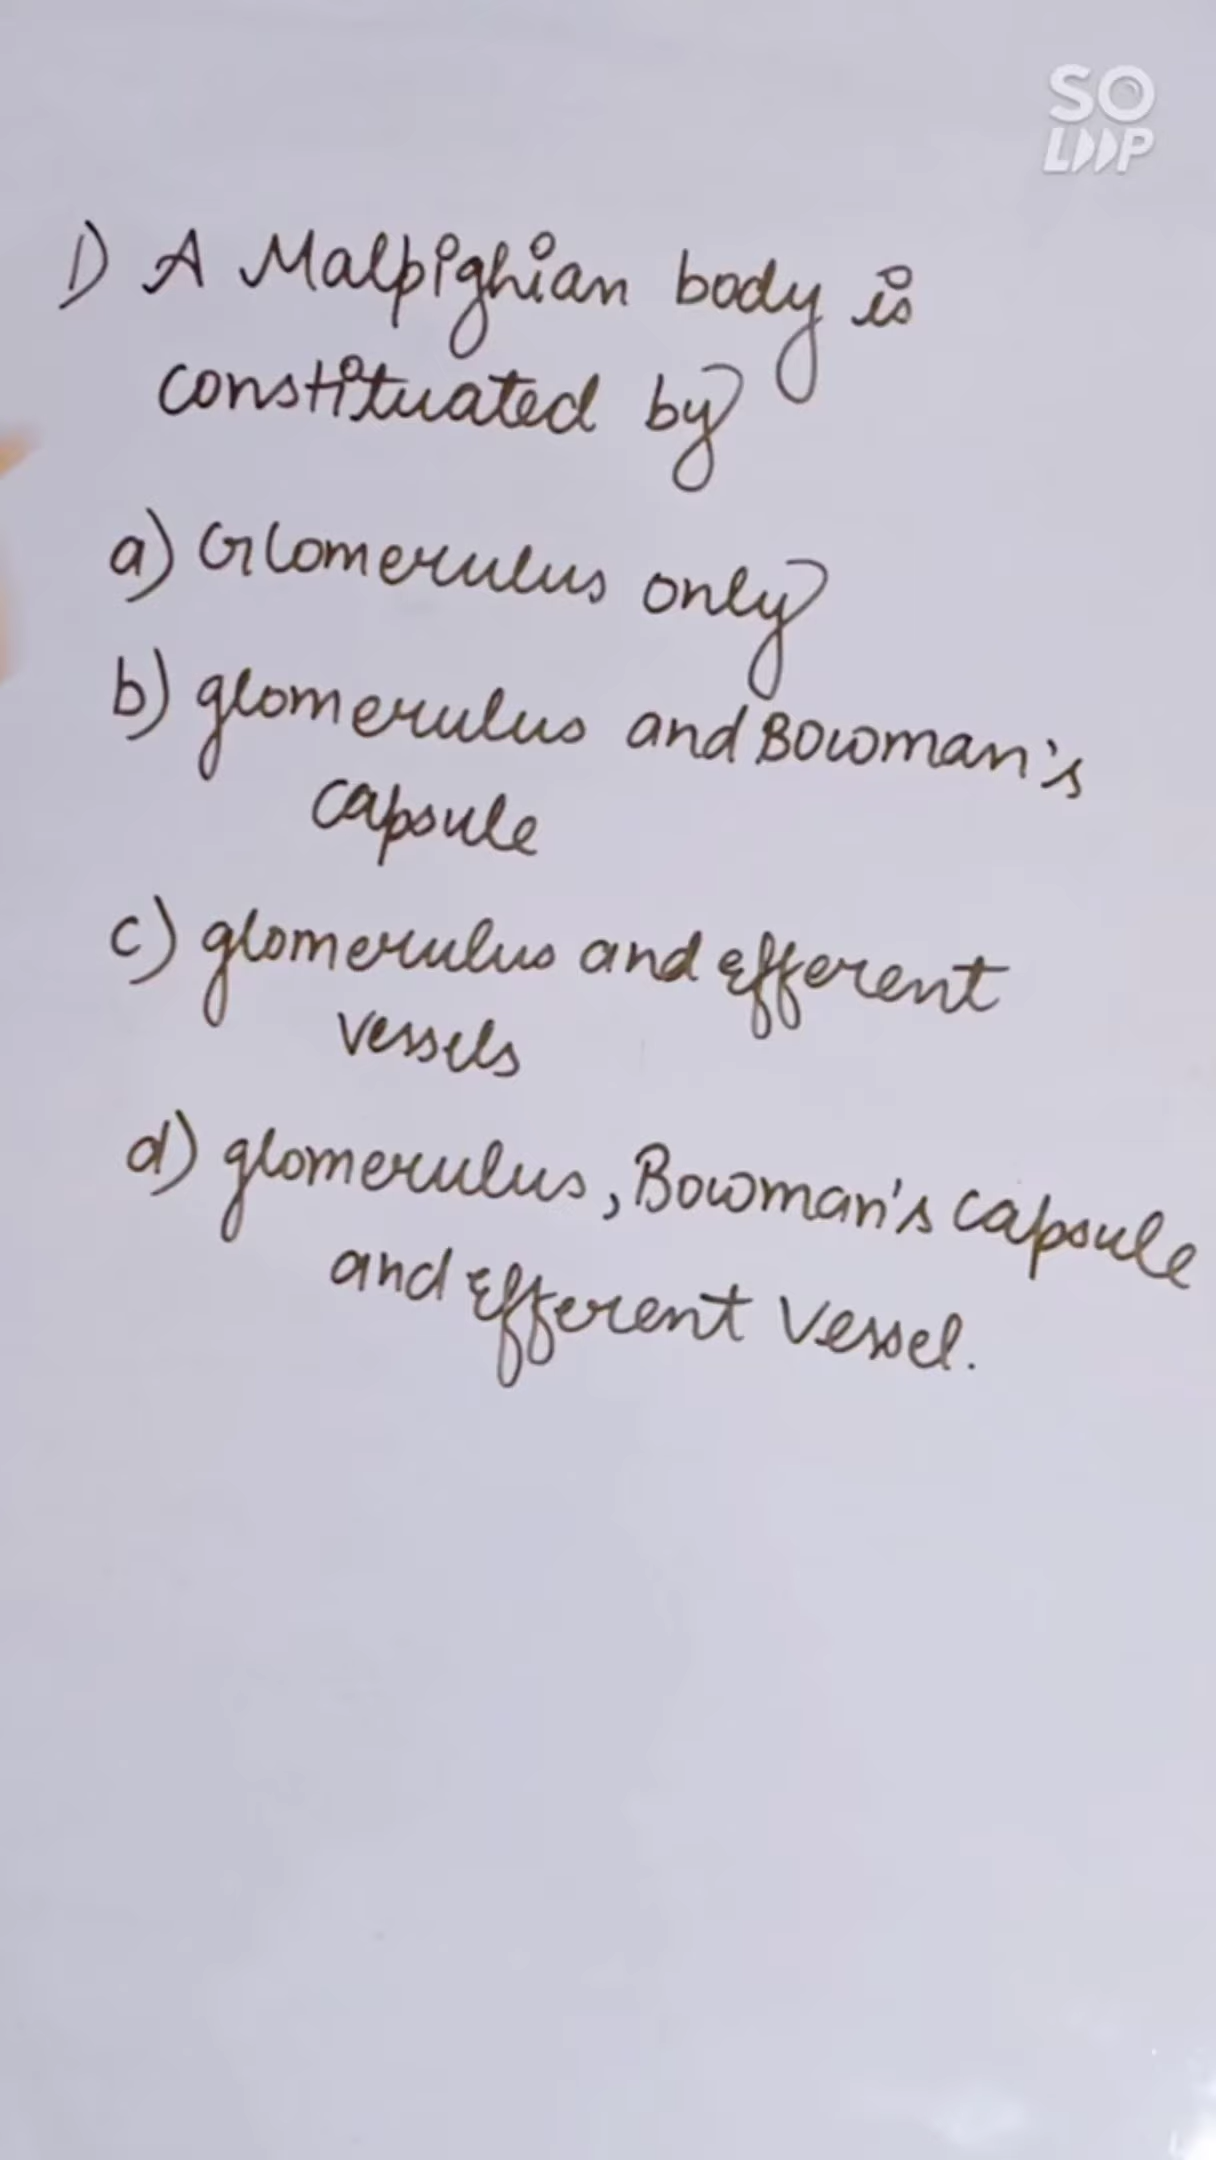 SO
LOOP
1) A Malpighian body is
constituated by
a) Glomerulus only
b) glomerulus and Bowman's
capsule
c) glomerulus and efferent
vessels
d) glomerulus, Bowman's capsule
and efferent vessel.